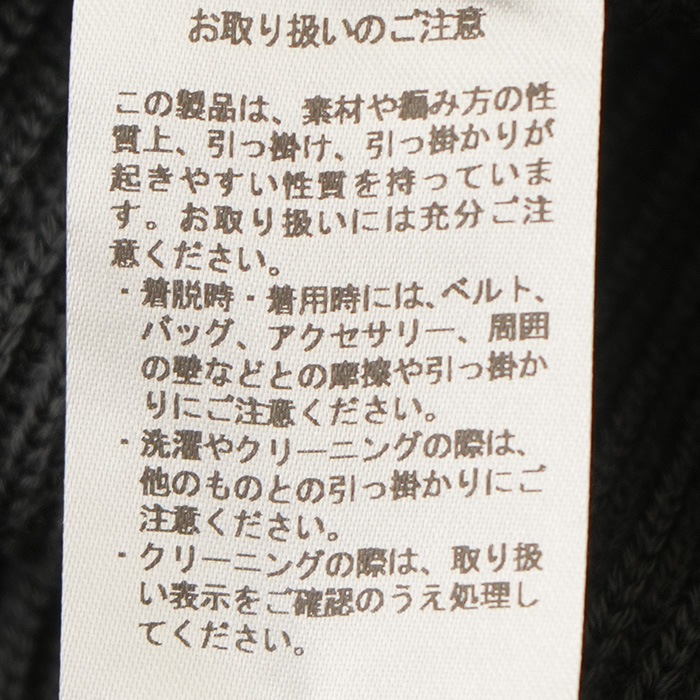 お取り扱いのご注意
この製品は、素材や編み方の性
質上、引っ掛け、引っ掛かりが
起きやすい性質を持っていま
す。お取り扱いには充分ご注
意ください。
・着脱時・着用時には、ベルト、
バッグ、アクセサリー、周囲
の壁などとの摩擦や引っ掛か
りにご注意ください。
・洗濯やクリーニングの際は、
他のものとの引っ掛かりにご
注意ください。
・クリーニングの際は、取り扱
い表示をご確認のうえ処理し
てください。